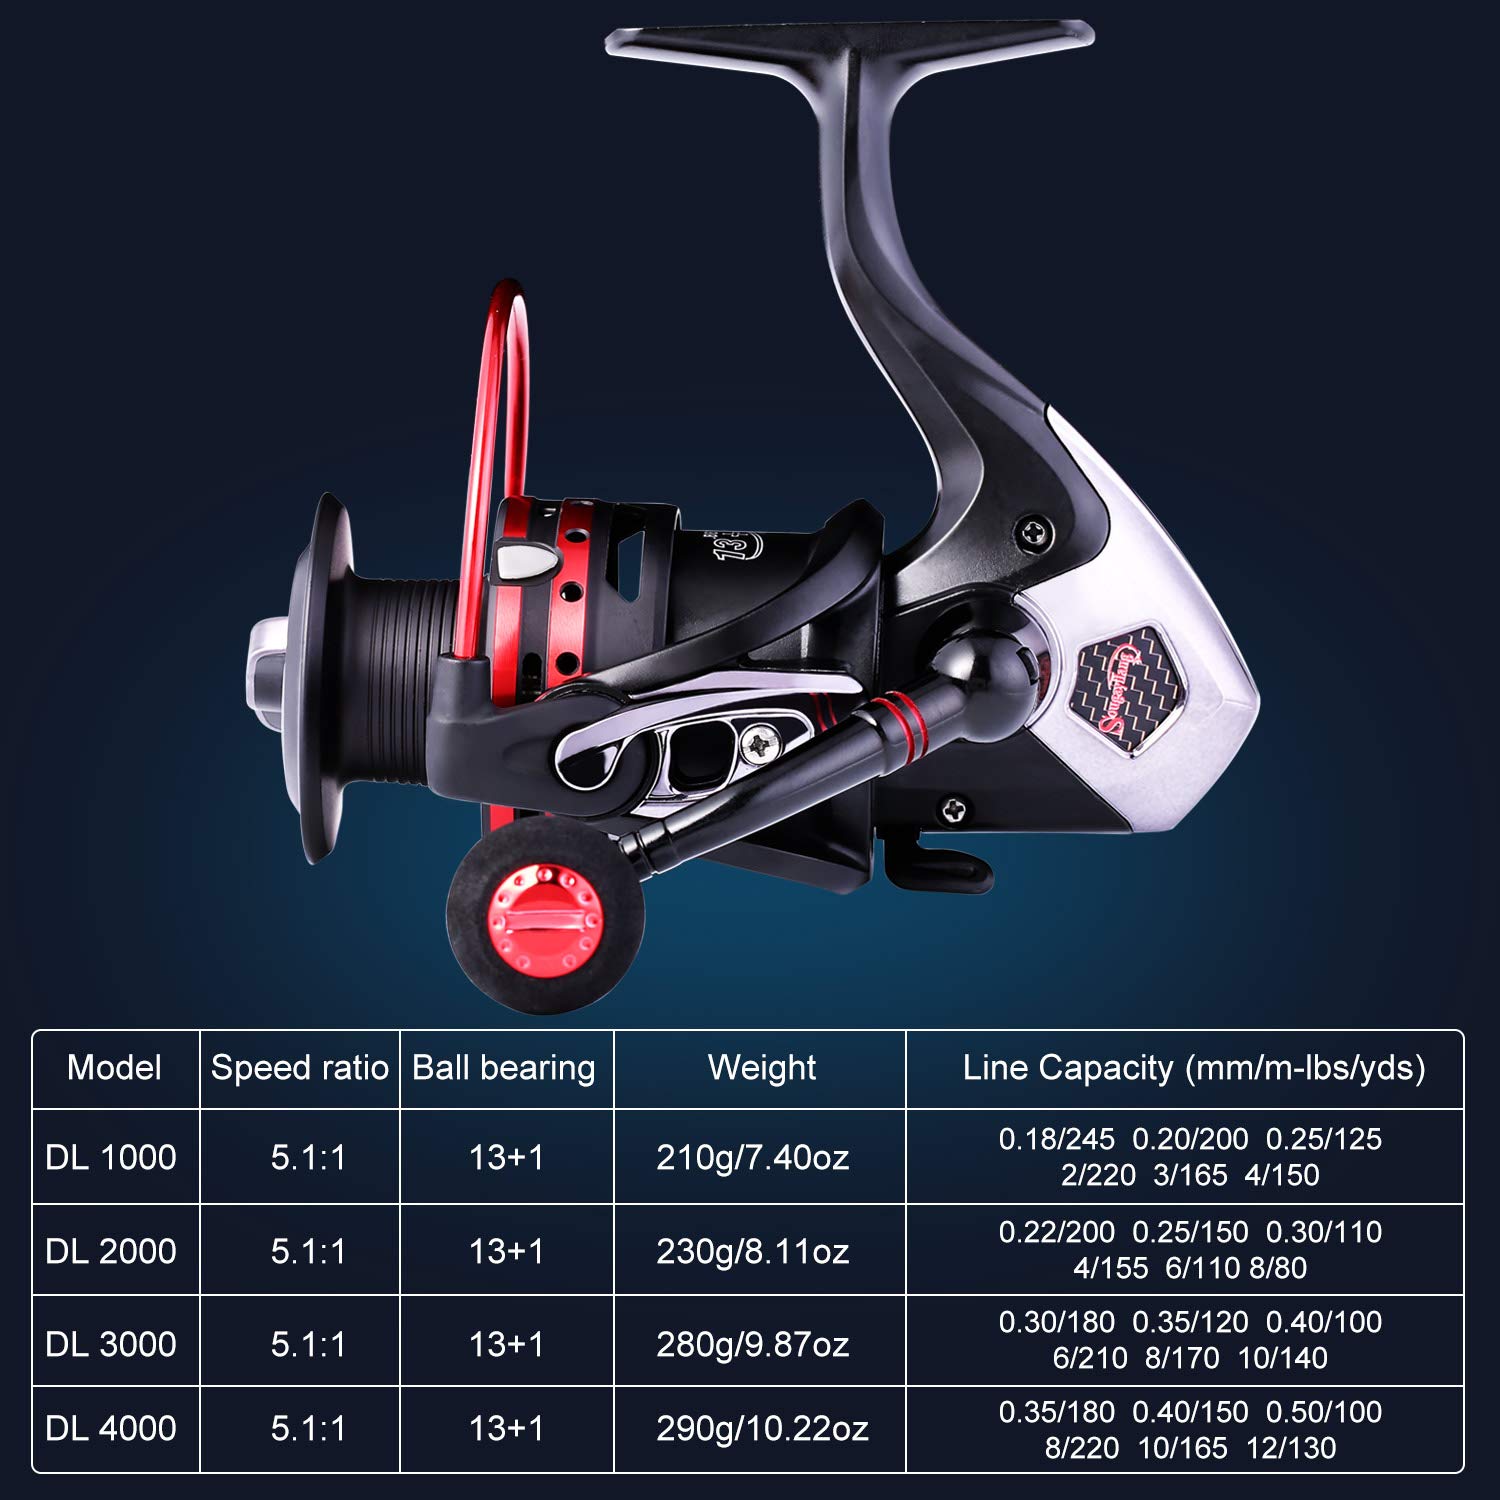 13
Model Speed ratio Ball bearing Weight Line Capacity (mm/m-lbs/yds)
DL 1000 5.1:1 13+1 210g/7.40oz 0.18/245 0.20/200 0.25/125
2/220 3/165 4/150
DL 2000 5.1:1 13+1 230g/8.11oz 0.22/200 0.25/150 0.30/110
4/155 6/110 8/80
DL 3000 5.1:1 13+1 280g/9.87oz 0.30/180 0.35/120 0.40/100
6/210 8/170 10/140
DL 4000 5.1:1 13+1 290g/10.22oz 0.35/180 0.40/150 0.50/100
8/220 10/165 12/130